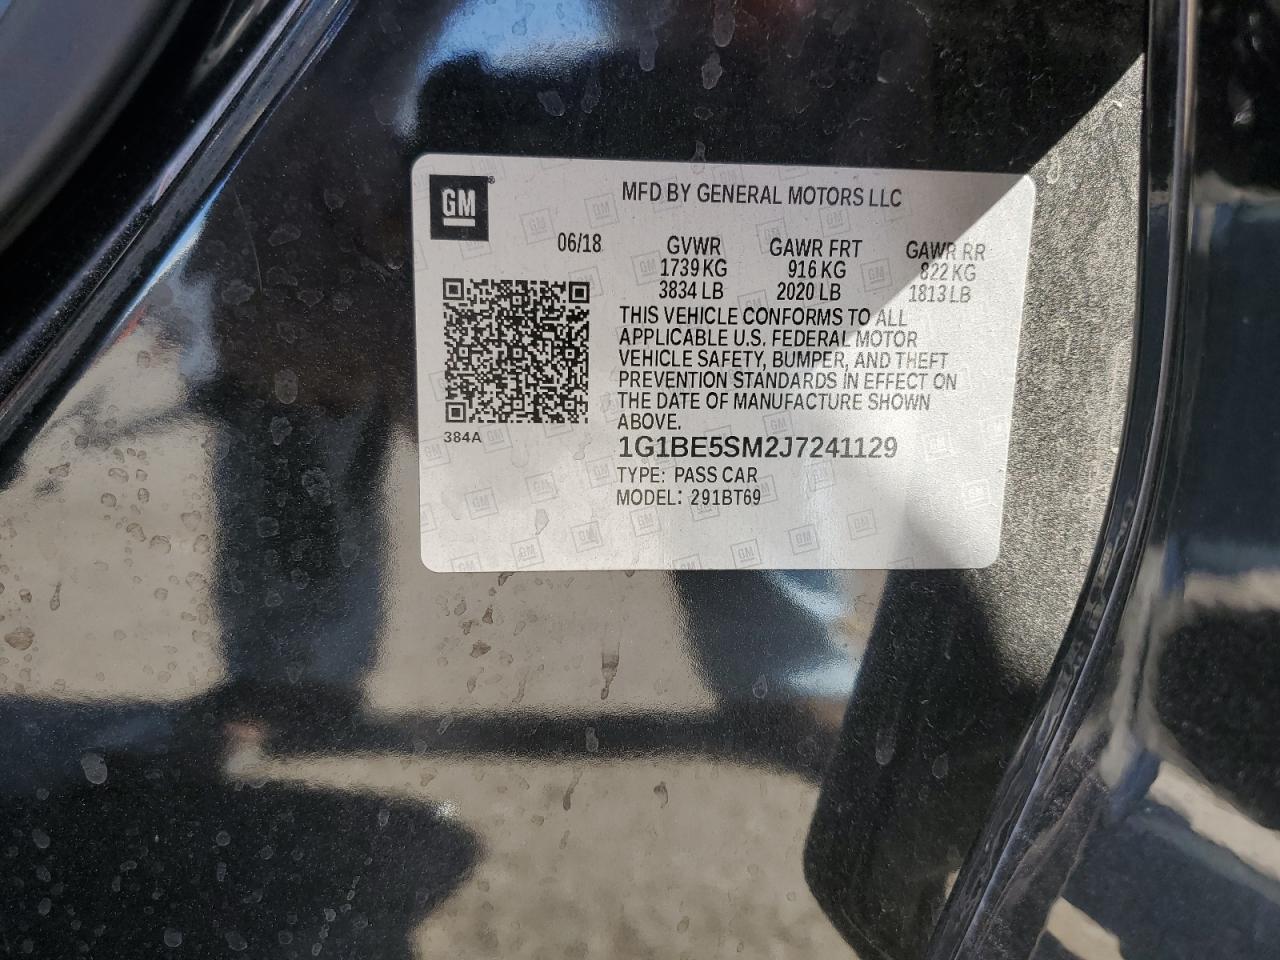 GM
MFD BY GENERAL MOTORS LLC
06/18 GVWR GAWR FRT GAWR RR
1739 KG 916 KG 822 KG
3834 LB 2020 LB 1813 LB
THIS VEHICLE CONFORMS TO ALL
APPLICABLE U.S. FEDERAL MOTOR
VEHICLE SAFETY, BUMPER, AND THEFT
PREVENTION STANDARDS IN EFFECT ON
THE DATE OF MANUFACTURE SHOWN
ABOVE.
384A
1G1BE5SM2J7241129
TYPE: PASS CAR
MODEL: 291BT69